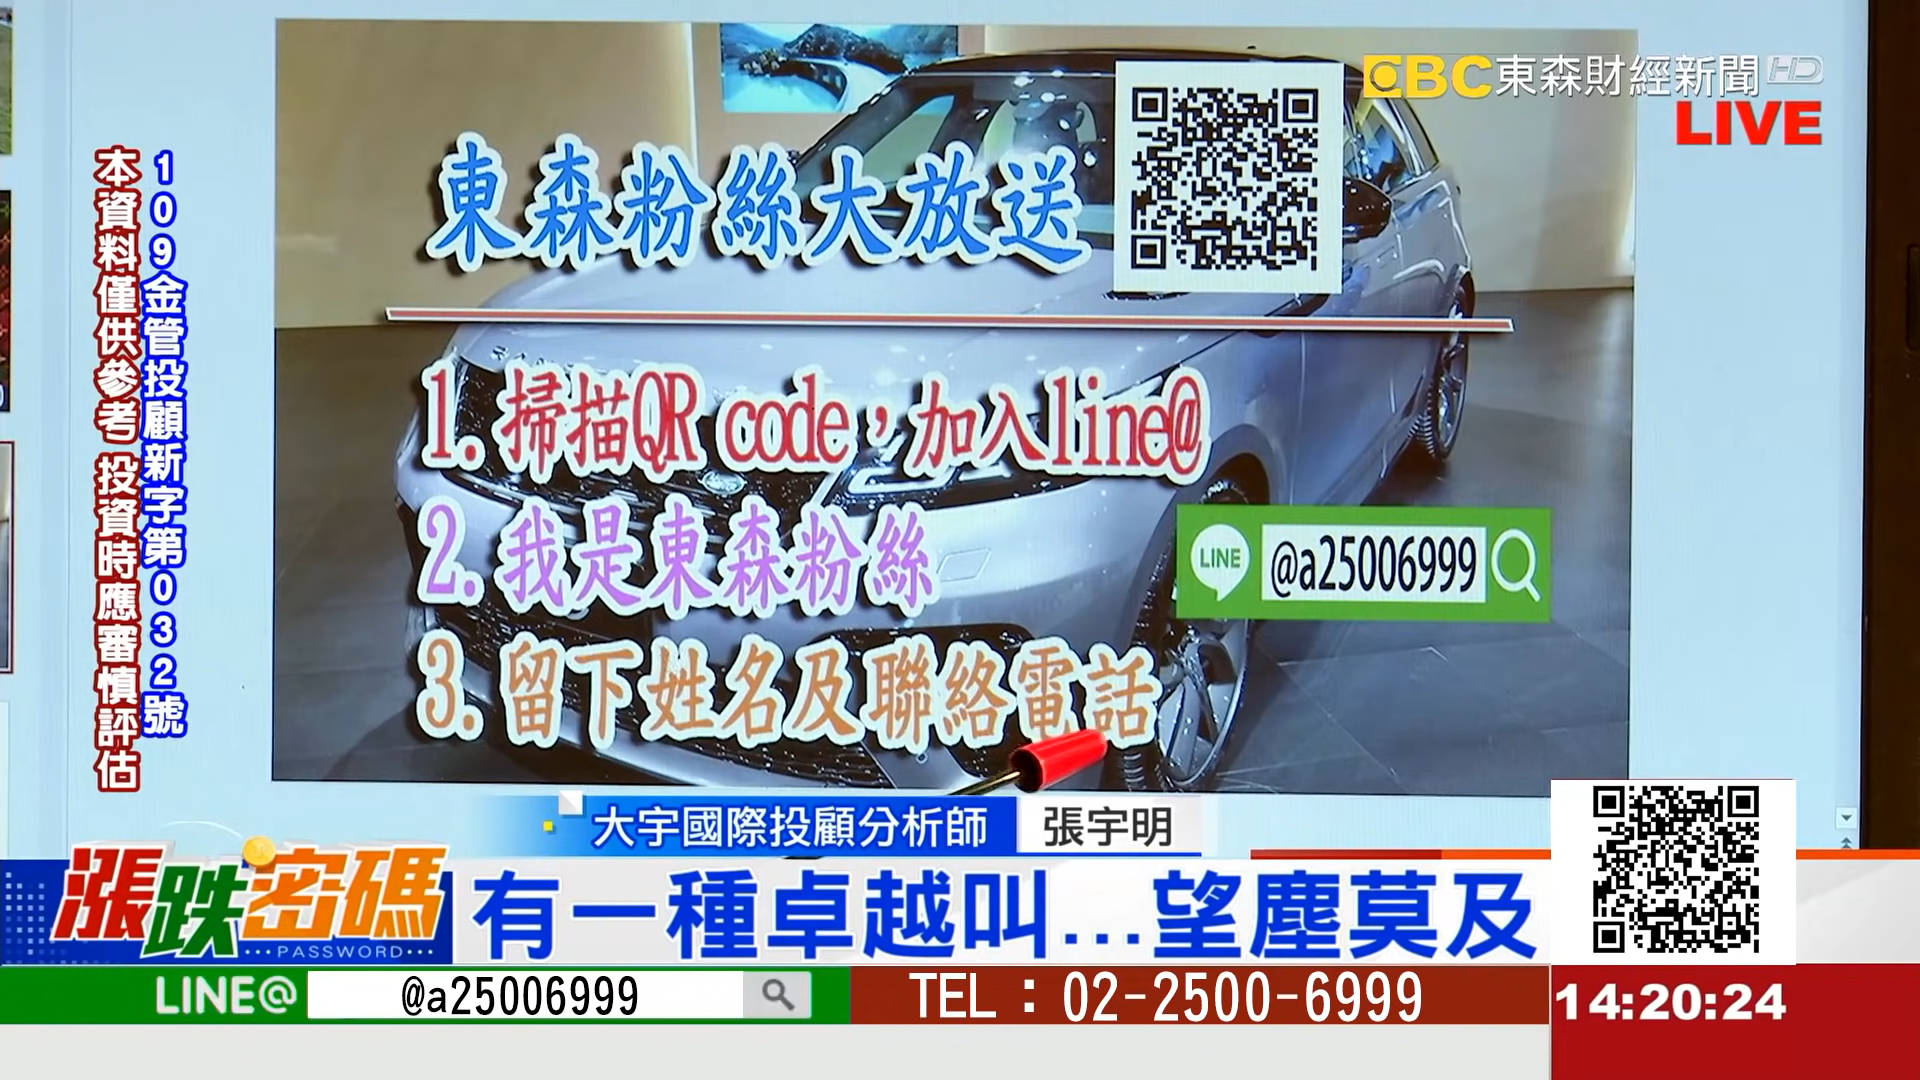 EBC東森財經新聞HD
LIVE
109金管投顧新字第032號
本資料僅供參考 投資時應審慎評估
東森粉絲大放送
1.掃描QR code，加入line@
2.我是東森粉絲
3.留下姓名及聯絡電話
LINE @a25006999
大宇國際投顧分析師 張宇明
漲跌密碼
PASSWORD
有一種卓越叫...望塵莫及
LINE@ @a25006999 TEL：02-2500-6999
14:20:24